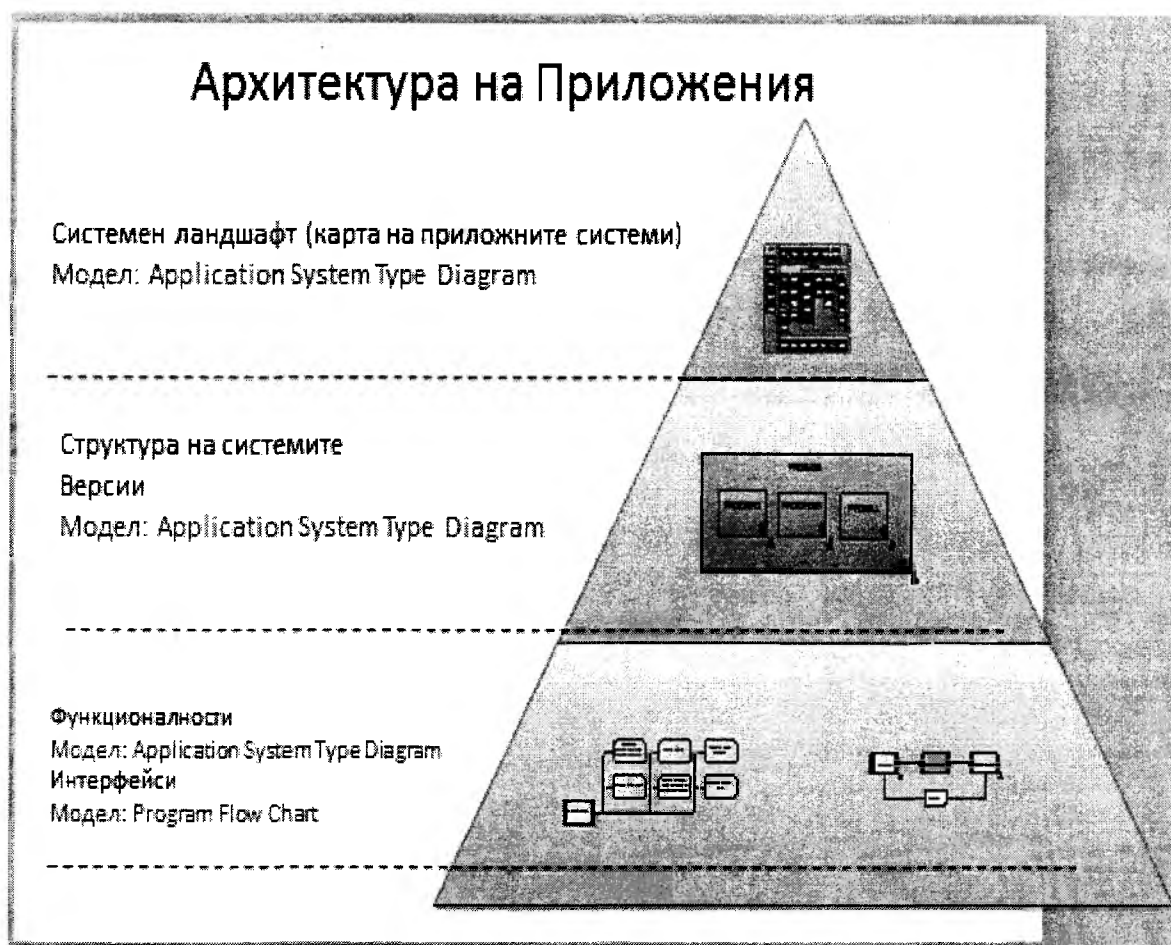 Архитектура на Приложения
Системен ландшафт (карта на приложните системи)
Модел: Application System Type Diagram
Структура на системите
Версии
Модел: Application System Type Diagram
Функционалности
Модел: Application System Type Diagram
Интерфейси
Модел: Program Flow Chart